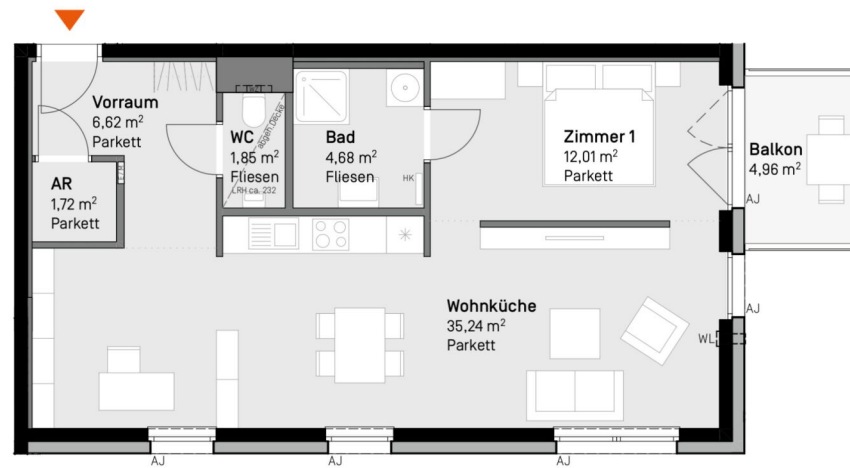 Vorraum
6,62 m²
Parkett
AR
1,72 m²
Parkett
WC
1,85 m²
Fliesen
LRH ca. 232
abgeh.Decke
Bad
4,68 m²
Fliesen
HK
Zimmer 1
12,01 m²
Parkett
Balkon
4,96 m²
AJ
Wohnküche
35,24 m²
Parkett
AJ
WL
AJ
AJ
AJ